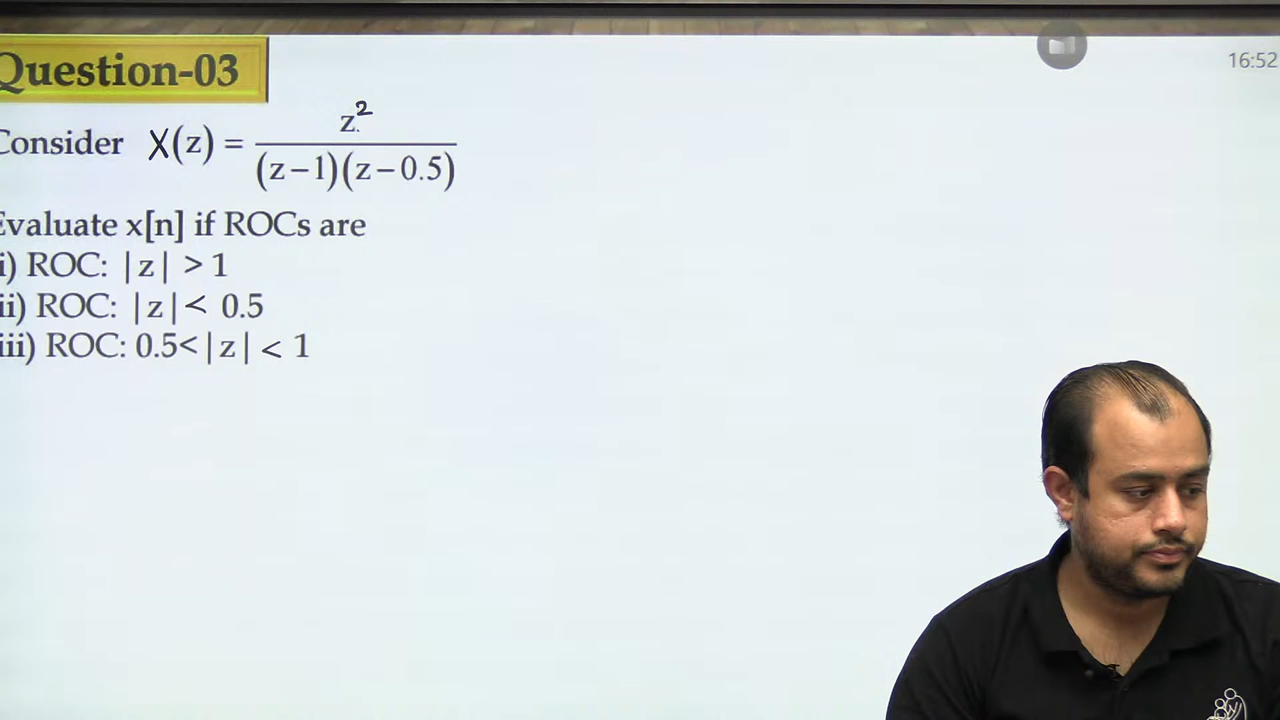 Question-03
16:52
Consider X(z) = z² / (z−1)(z−0.5)
Evaluate x[n] if ROCs are
i) ROC: |z| > 1
ii) ROC: |z| < 0.5
iii) ROC: 0.5<|z| < 1